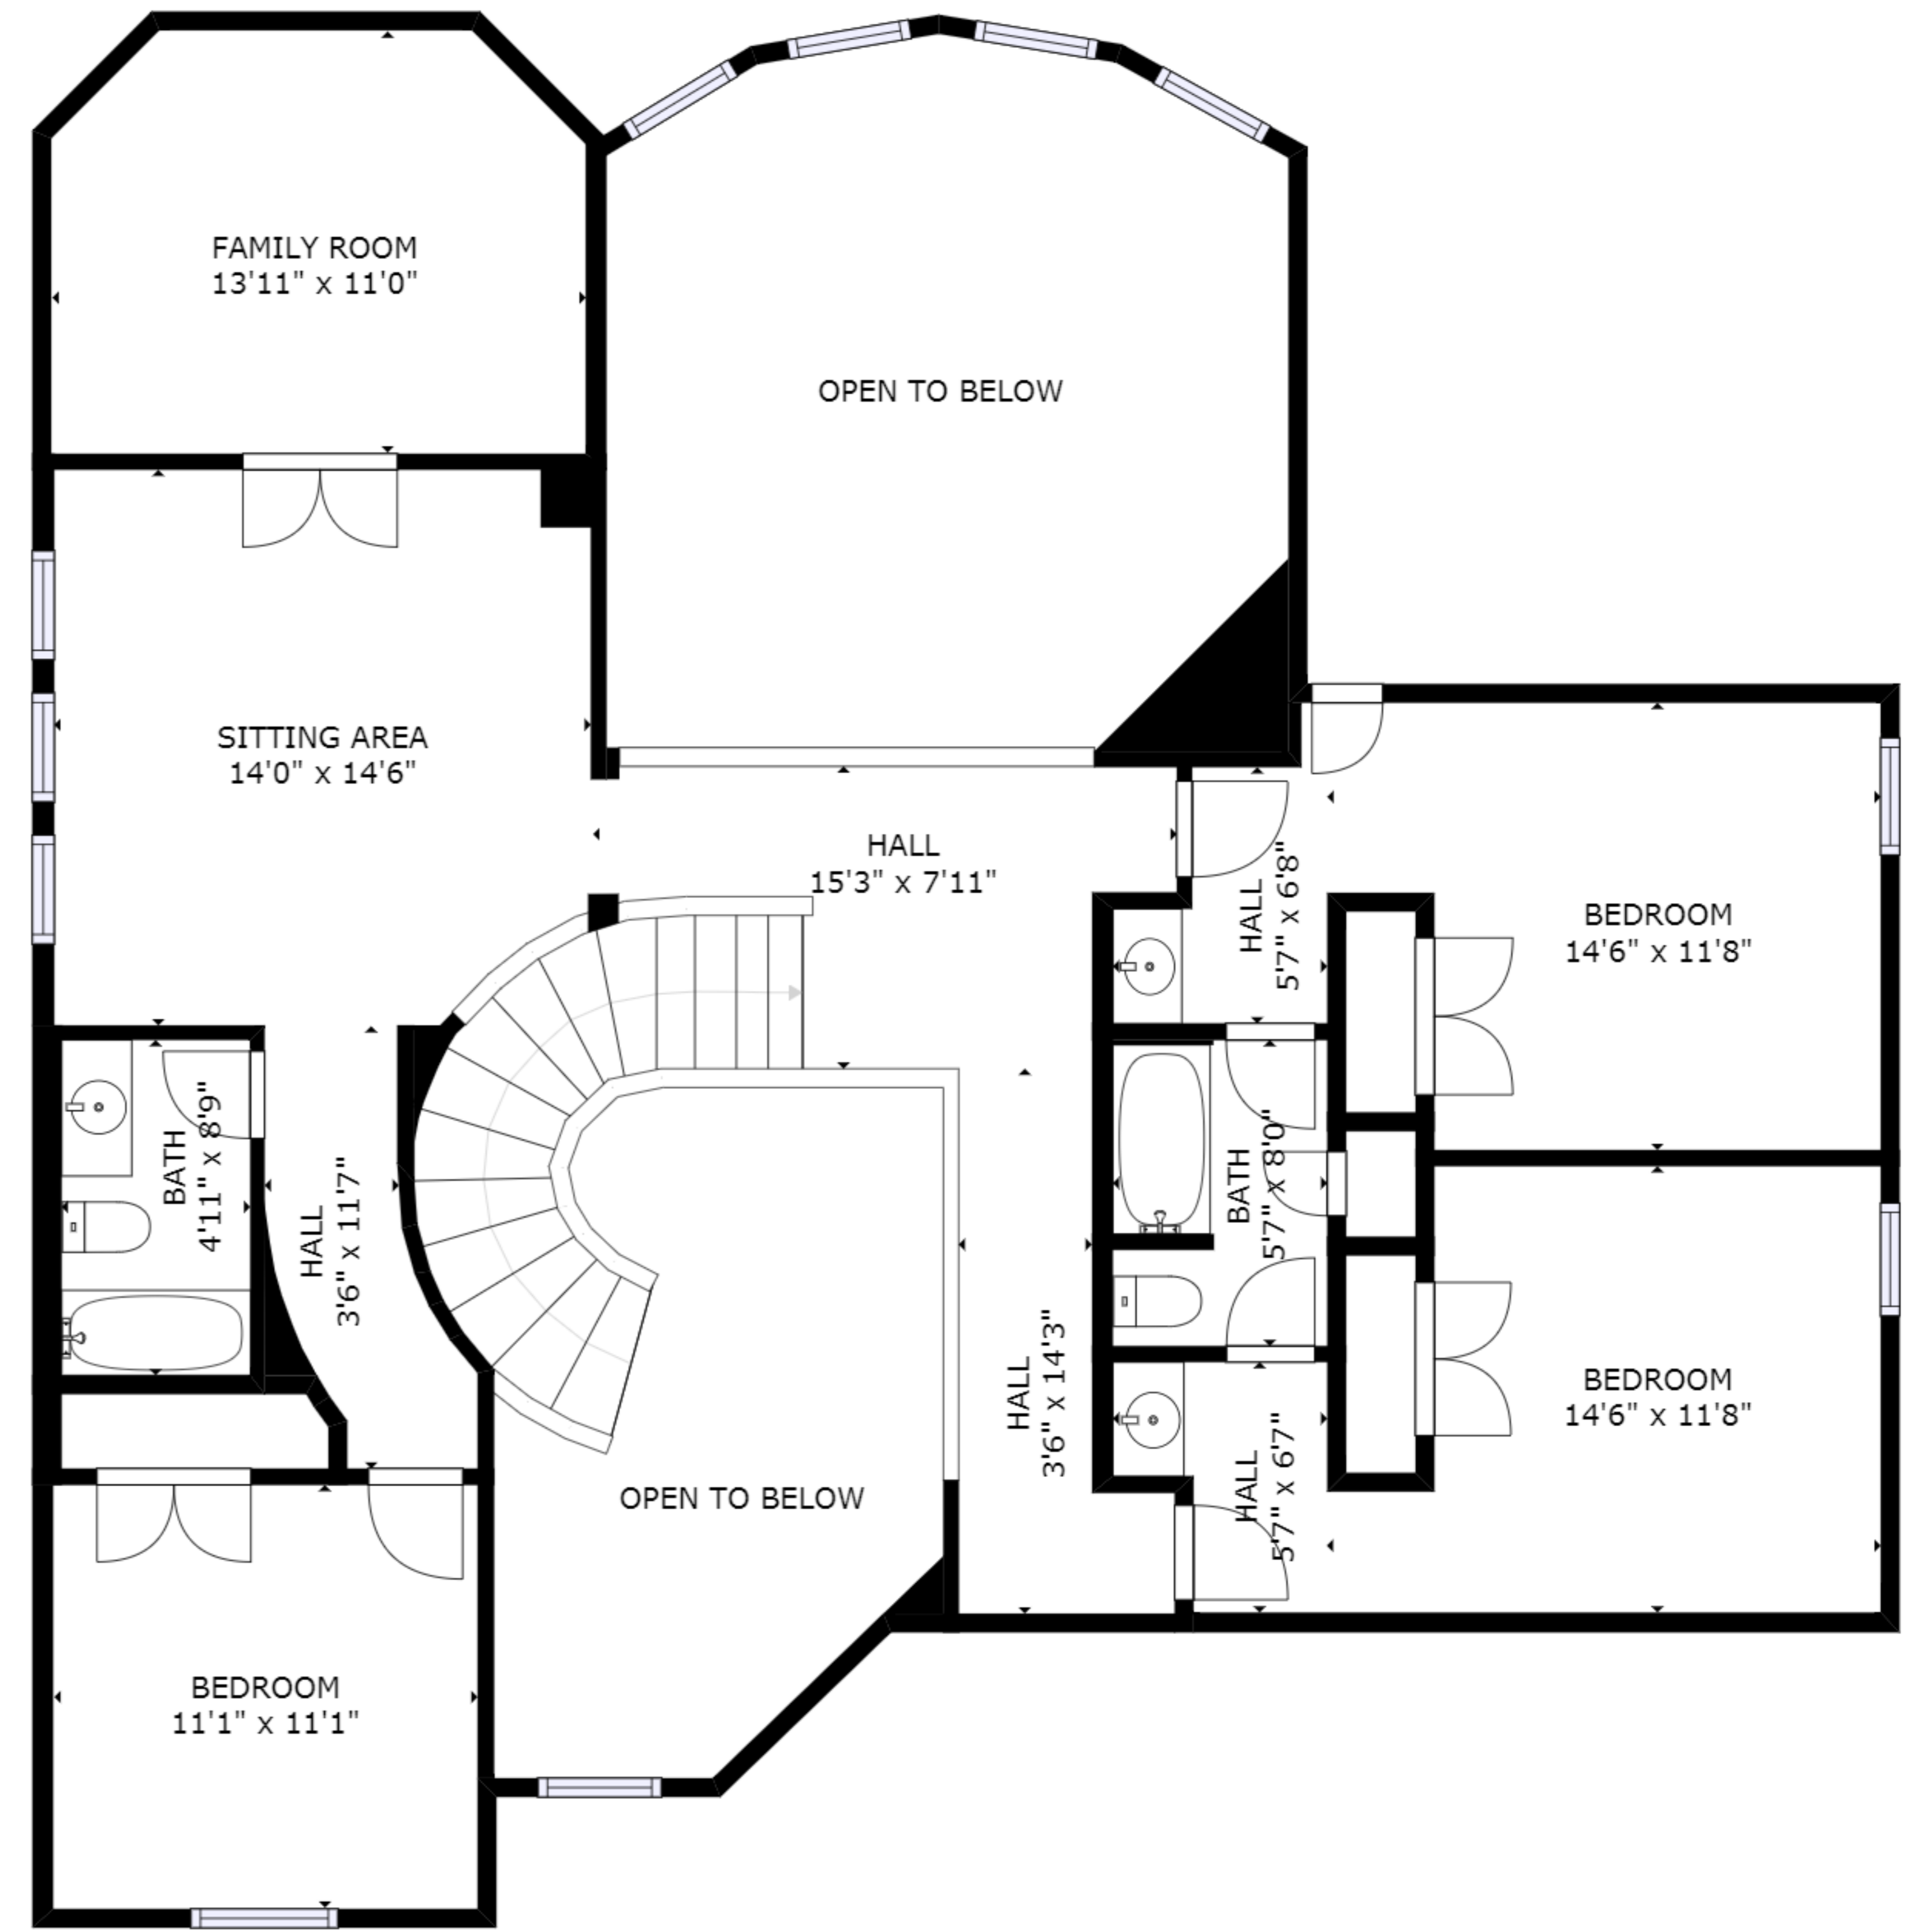 FAMILY ROOM
13'11" x 11'0"
OPEN TO BELOW
SITTING AREA
14'0" x 14'6"
HALL
15'3" x 7'11"
HALL
5'7" x 6'8"
BEDROOM
14'6" x 11'8"
BATH
4'11" x 8'9"
HALL
3'6" x 11'7"
BATH
5'7" x 8'0"
HALL
3'6" x 14'3"
BEDROOM
14'6" x 11'8"
HALL
5'7" x 6'7"
OPEN TO BELOW
BEDROOM
11'1" x 11'1"